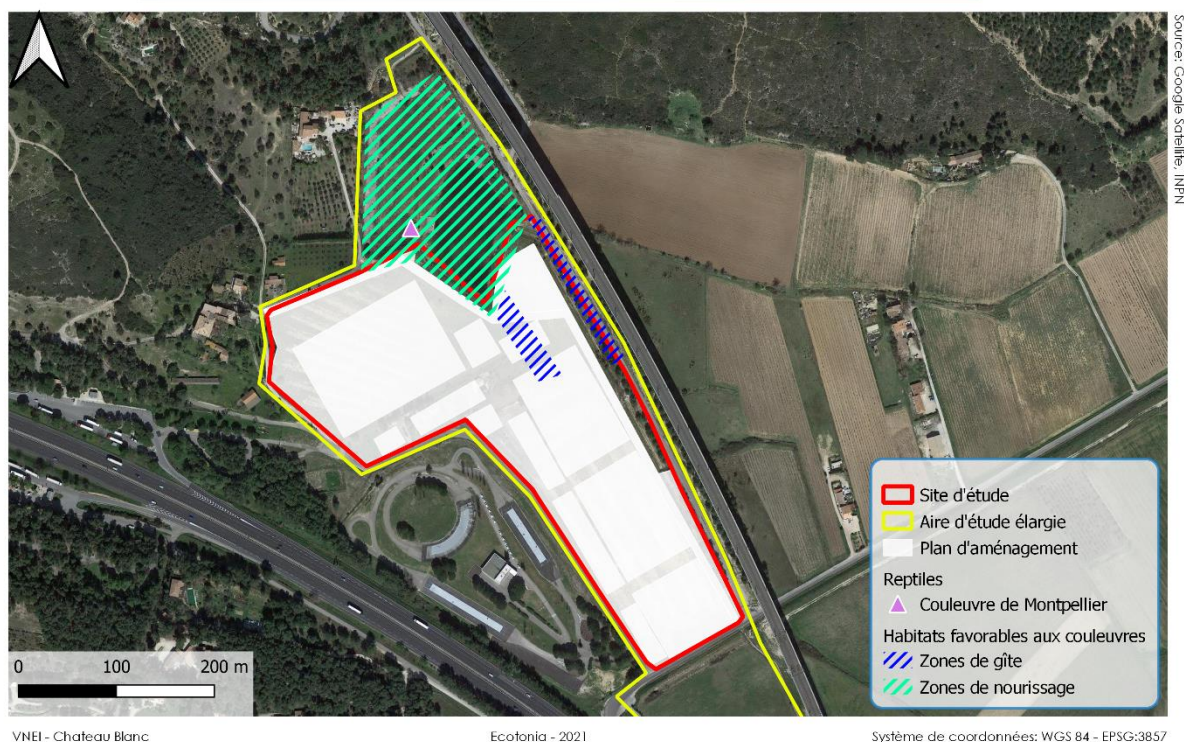 Source: Google Satellite, INPN
Site d'étude
Aire d'étude élargie
Plan d'aménagement
Reptiles
Couleuvre de Montpellier
Habitats favorables aux couleuvres
Zones de gîte
Zones de nourissage
0 100 200 m
VNEI - Chateau Blanc
Ecotonia - 2021
Système de coordonnées: WGS 84 - EPSG:3857